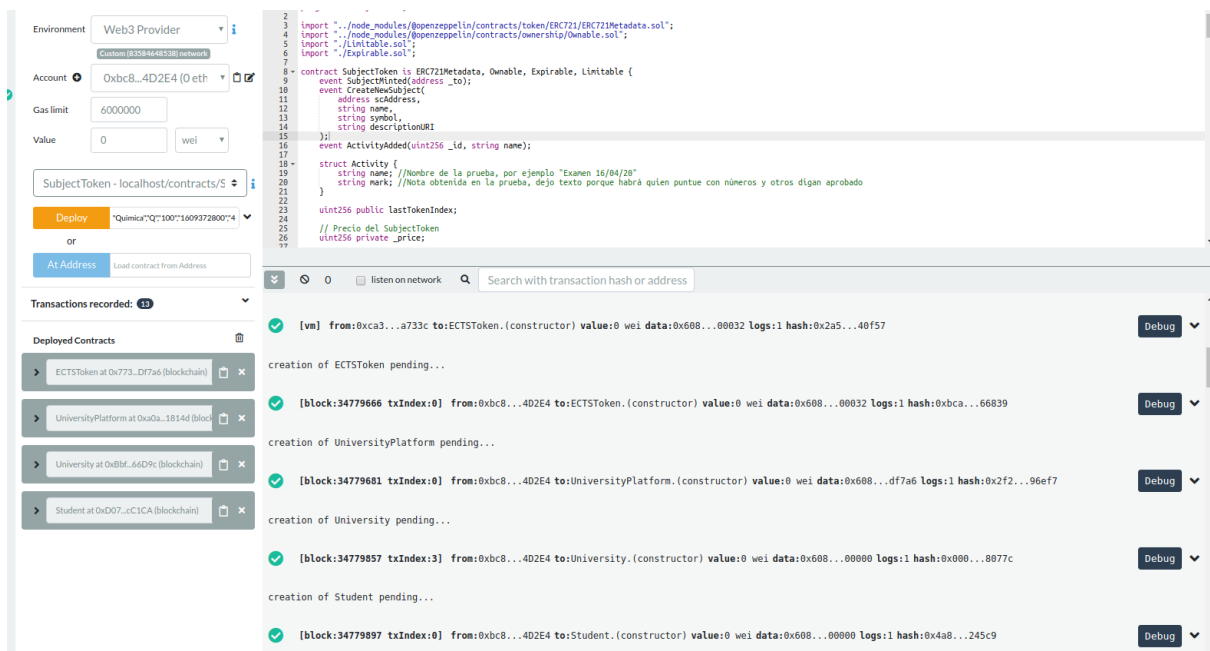 Environment
Web3 Provider
Custom (83584648538) network
Account
0xbc8...4D2E4 (0 eth
Gas limit
6000000
Value
0
wei
SubjectToken - localhost/contracts/S
Deploy
"Quimica","Q","100","1609372800","4
or
At Address
Load contract from Address
Transactions recorded: 13
Deployed Contracts
ECTSToken at 0x773...Df7a6 (blockchain)
UniversityPlatform at 0xa0a...1814d (block
University at 0xBbf...66D9c (blockchain)
Student at 0xD07...cC1CA (blockchain)
2
3 import "../node_modules/@openzeppelin/contracts/token/ERC721/ERC721Metadata.sol";
4 import "../node_modules/@openzeppelin/contracts/ownership/Ownable.sol";
5 import "./Limitable.sol";
6 import "./Expirable.sol";
7
8 contract SubjectToken is ERC721Metadata, Ownable, Expirable, Limitable {
9 event SubjectMinted(address _to);
10 event CreateNewSubject(
11 address scAddress,
12 string name,
13 string symbol,
14 string descriptionURI
15 );
16 event ActivityAdded(uint256 _id, string name);
17
18 struct Activity {
19 string name; //Nombre de la prueba, por ejemplo "Examen 16/04/20"
20 string mark; //Nota obtenida en la prueba, dejo texto porque habrá quien puntue con números y otros digan aprobado
21 }
22
23 uint256 public lastTokenIndex;
24
25 // Precio del SubjectToken
26 uint256 private _price;
27
0
listen on network
Search with transaction hash or address
[vm] from:0xca3...a733c to:ECTSToken.(constructor) value:0 wei data:0x608...00032 logs:1 hash:0x2a5...40f57
Debug
creation of ECTSToken pending...
[block:34779666 txIndex:0] from:0xbc8...4D2E4 to:ECTSToken.(constructor) value:0 wei data:0x608...00032 logs:1 hash:0xbca...66839
Debug
creation of UniversityPlatform pending...
[block:34779681 txIndex:0] from:0xbc8...4D2E4 to:UniversityPlatform.(constructor) value:0 wei data:0x608...df7a6 logs:1 hash:0x2f2...96ef7
Debug
creation of University pending...
[block:34779857 txIndex:3] from:0xbc8...4D2E4 to:University.(constructor) value:0 wei data:0x608...00000 logs:1 hash:0x000...8077c
Debug
creation of Student pending...
[block:34779897 txIndex:0] from:0xbc8...4D2E4 to:Student.(constructor) value:0 wei data:0x608...00000 logs:1 hash:0x4a8...245c9
Debug